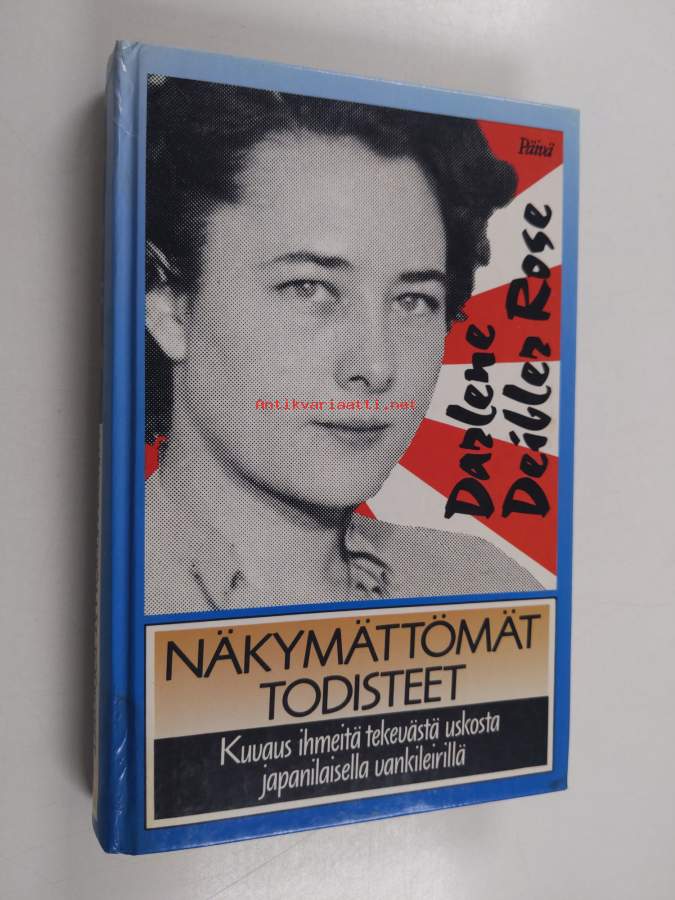 Päivä
Darlene
Deibler Rose
Antikvariaatti.net
NÄKYMÄTTÖMÄT
TODISTEET
Kuvaus ihmeitä tekevästä uskosta
japanilaisella vankileirillä